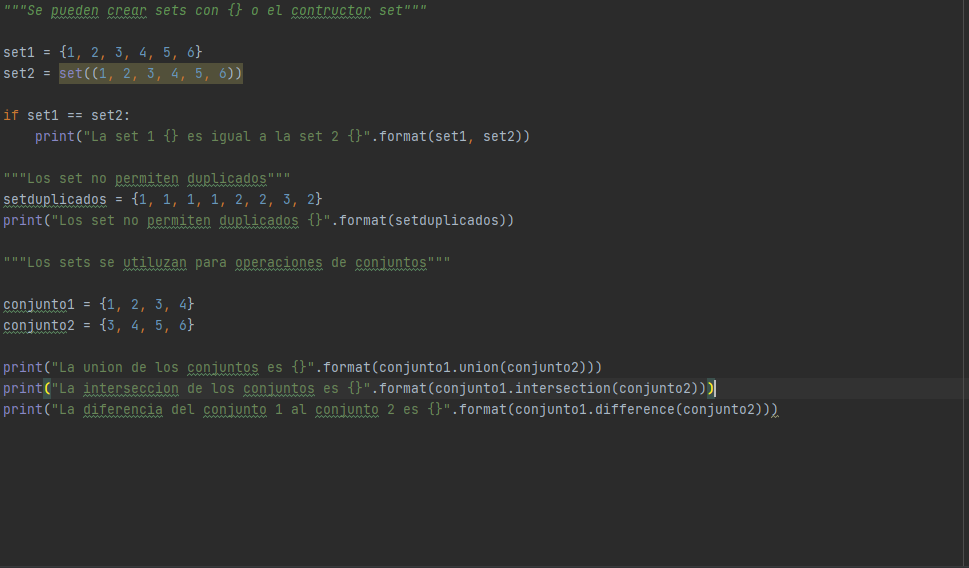 """Se pueden crear sets con {} o el contructor set"""
set1 = {1, 2, 3, 4, 5, 6}
set2 = set((1, 2, 3, 4, 5, 6))
if set1 == set2:
    print("La set 1 {} es igual a la set 2 {}".format(set1, set2))
"""Los set no permiten duplicados"""
setduplicados = {1, 1, 1, 1, 2, 2, 3, 2}
print("Los set no permiten duplicados {}".format(setduplicados))
"""Los sets se utiluzan para operaciones de conjuntos"""
conjunto1 = {1, 2, 3, 4}
conjunto2 = {3, 4, 5, 6}
print("La union de los conjuntos es {}".format(conjunto1.union(conjunto2)))
print("La interseccion de los conjuntos es {}".format(conjunto1.intersection(conjunto2)))
print("La diferencia del conjunto 1 al conjunto 2 es {}".format(conjunto1.difference(conjunto2)))